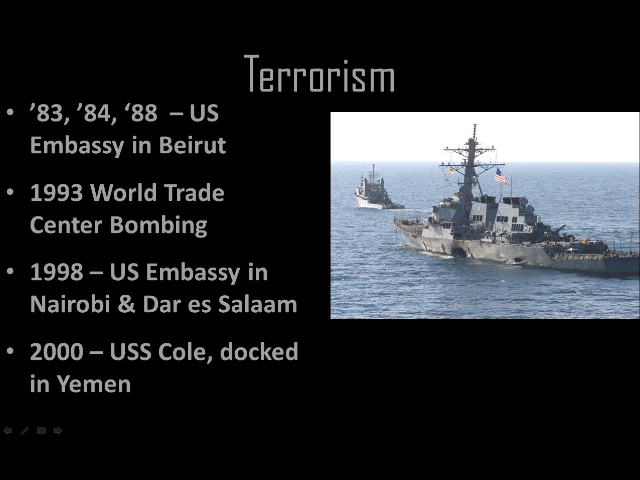 Terrorism
• ’83, ’84, ‘88 – US
Embassy in Beirut
• 1993 World Trade
Center Bombing
• 1998 – US Embassy in
Nairobi & Dar es Salaam
• 2000 – USS Cole, docked
in Yemen